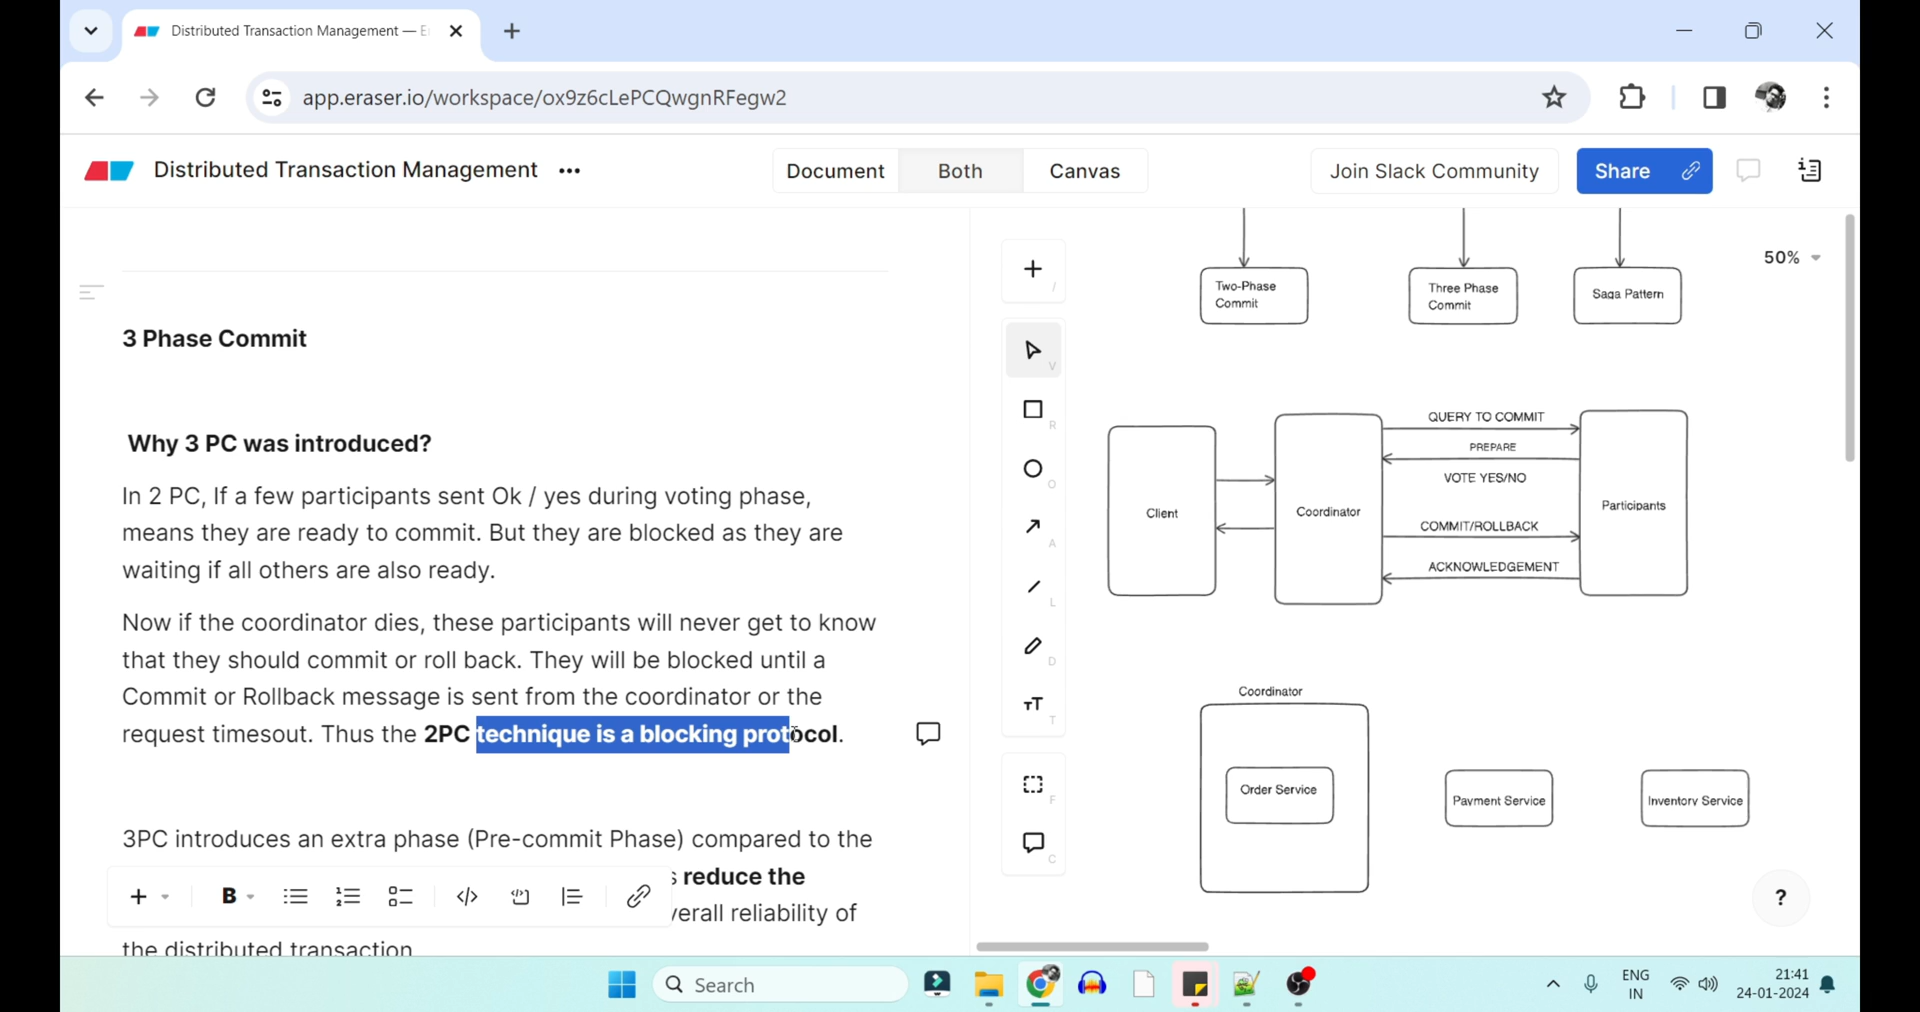 Distributed Transaction Management — E
app.eraser.io/workspace/ox9z6cLePCQwgnRFegw2
Distributed Transaction Management
Document
Both
Canvas
Join Slack Community
Share
3 Phase Commit
Why 3 PC was introduced?
In 2 PC, If a few participants sent Ok / yes during voting phase,
means they are ready to commit. But they are blocked as they are
waiting if all others are also ready.
Now if the coordinator dies, these participants will never get to know
that they should commit or roll back. They will be blocked until a
Commit or Rollback message is sent from the coordinator or the
request timesout. Thus the 2PC technique is a blocking protocol.
3PC introduces an extra phase (Pre-commit Phase) compared to the
s reduce the
verall reliability of
the distributed transaction
B
/
V
R
O
A
L
D
TT
T
F
C
50%
Two-Phase
Commit
Three Phase
Commit
Saga Pattern
Client
Coordinator
QUERY TO COMMIT
PREPARE
VOTE YES/NO
COMMIT/ROLLBACK
ACKNOWLEDGEMENT
Participants
Coordinator
Order Service
Payment Service
Inventory Service
?
Search
ENG
IN
21:41
24-01-2024